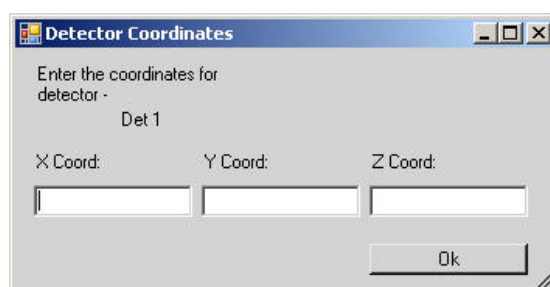 Detector Coordinates
Enter the coordinates for
detector -
Det 1
X Coord: Y Coord: Z Coord:
Ok